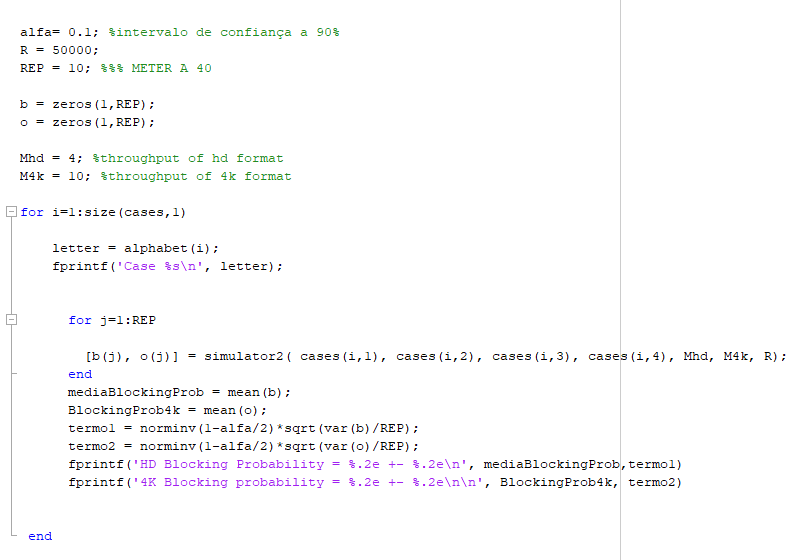 alfa= 0.1; %intervalo de confiança a 90%
R = 50000;
REP = 10; %%% METER A 40
b = zeros(1,REP);
o = zeros(1,REP);
Mhd = 4; %throughput of hd format
M4k = 10; %throughput of 4k format
for i=1:size(cases,1)
letter = alphabet(i);
fprintf('Case %s\n', letter);
for j=1:REP
[b(j), o(j)] = simulator2( cases(i,1), cases(i,2), cases(i,3), cases(i,4), Mhd, M4k, R);
end
mediaBlockingProb = mean(b);
BlockingProb4k = mean(o);
termo1 = norminv(1-alfa/2)*sqrt(var(b)/REP);
termo2 = norminv(1-alfa/2)*sqrt(var(o)/REP);
fprintf('HD Blocking Probability = %.2e +- %.2e\n', mediaBlockingProb,termo1)
fprintf('4K Blocking probability = %.2e +- %.2e\n\n', BlockingProb4k, termo2)
end